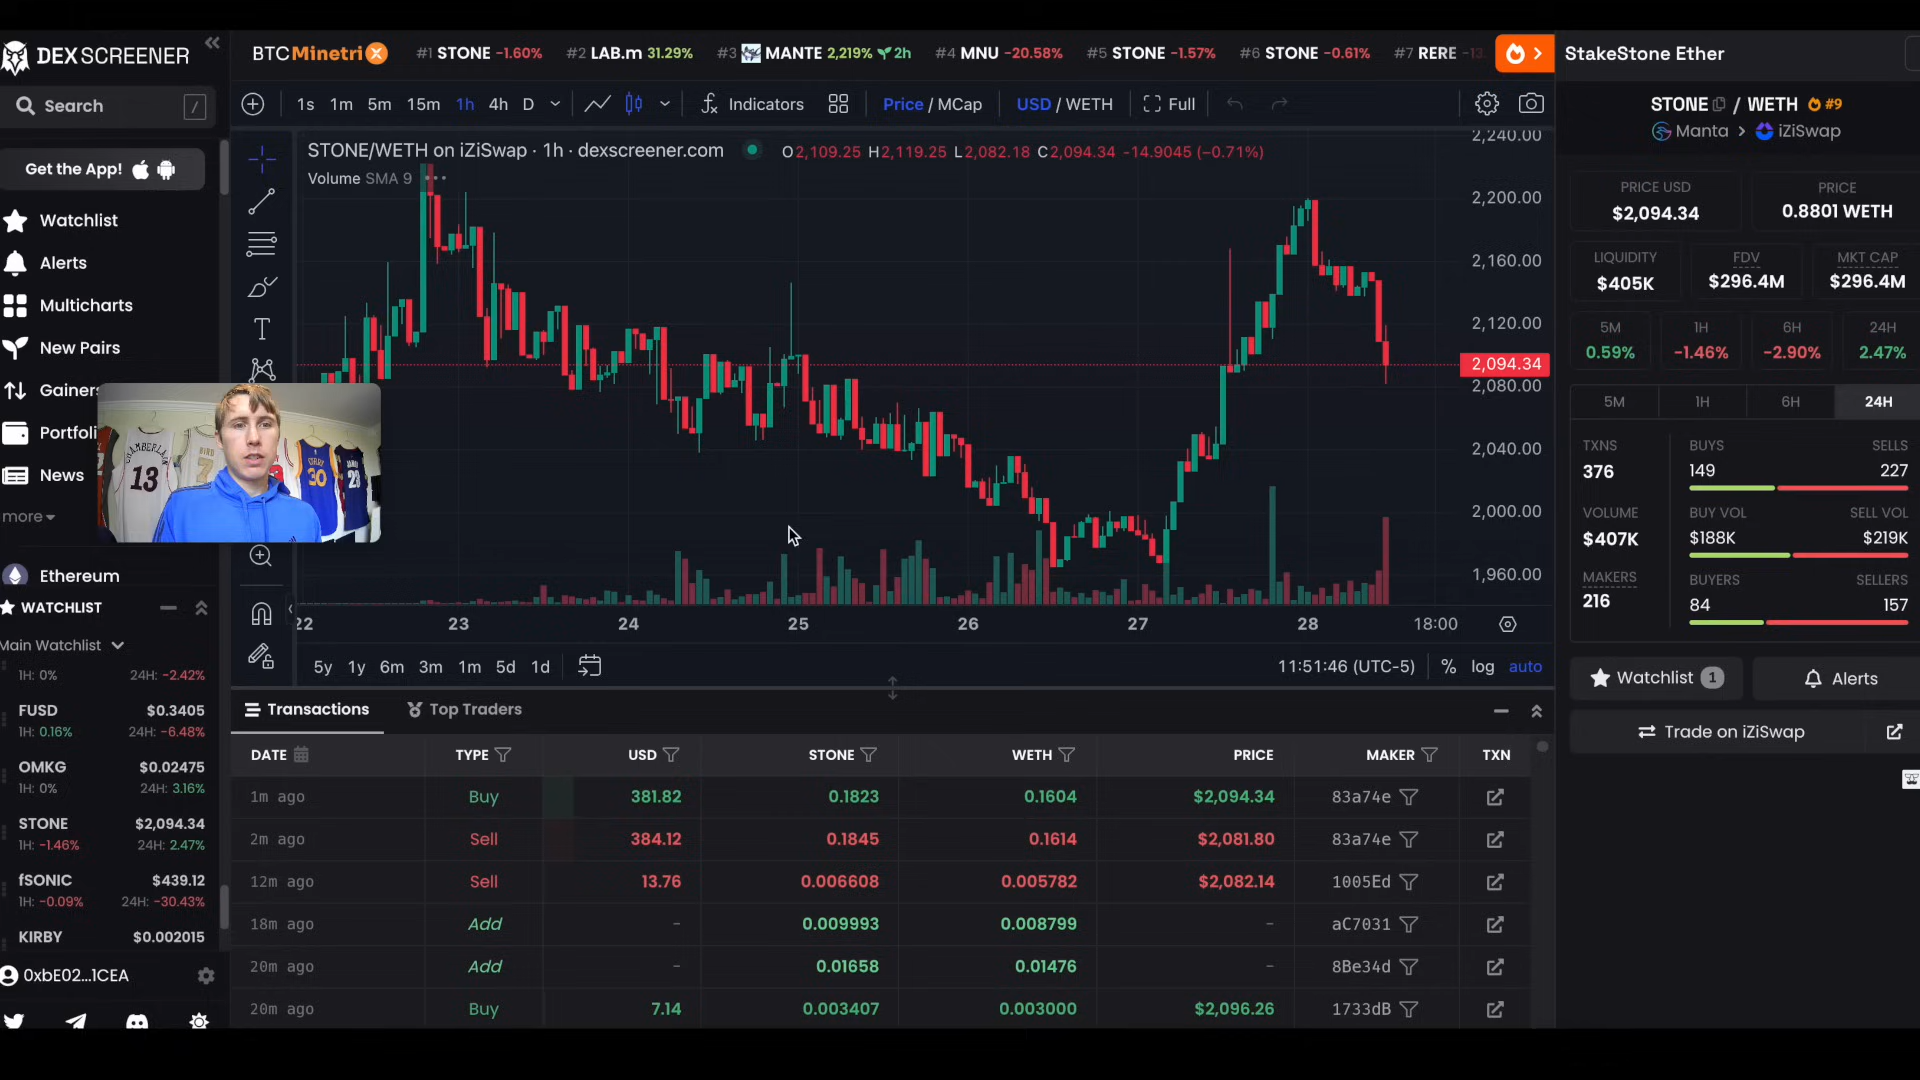 DEXSCREENER
Search /
Get the App!
Watchlist
Alerts
Multicharts
New Pairs
Gainers
Portfoli
News
more
Ethereum
WATCHLIST
Main Watchlist
1H: 0% 24H: -2.42%
FUSD $0.3405
1H: 0.16% 24H: -6.48%
OMKG $0.02475
1H: 0% 24H: 3.16%
STONE $2,094.34
1H: -1.46% 24H: 2.47%
fSONIC $439.12
1H: -0.09% 24H: -30.43%
KIRBY $0.002015
0xbE02...1CEA
CHAMBERLAIN
13
BIRD
CURRY
30
23
BTCMinetrix #1 STONE -1.60% #2 LAB.m 31.29% #3 MANTE 2,219% 2h #4 MNU -20.58% #5 STONE -1.57% #6 STONE -0.61% #7 RERE
1s 1m 5m 15m 1h 4h D Indicators Price / MCap USD / WETH Full
STONE/WETH on iZiSwap · 1h · dexscreener.com O2,109.25 H2,119.25 L2,082.18 C2,094.34 -14.9045 (-0.71%)
Volume SMA 9
2,240.00
2,200.00
2,160.00
2,120.00
2,094.34
2,080.00
2,040.00
2,000.00
1,960.00
22 23 24 25 26 27 28 18:00
5y 1y 6m 3m 1m 5d 1d 11:51:46 (UTC-5) % log auto
Transactions Top Traders
DATE TYPE USD STONE WETH PRICE MAKER TXN
1m ago Buy 381.82 0.1823 0.1604 $2,094.34 83a74e
2m ago Sell 384.12 0.1845 0.1614 $2,081.80 83a74e
12m ago Sell 13.76 0.006608 0.005782 $2,082.14 1005Ed
18m ago Add - 0.009993 0.008799 - aC7031
20m ago Add - 0.01658 0.01476 - 8Be34d
20m ago Buy 7.14 0.003407 0.003000 $2,096.26 1733dB
StakeStone Ether
STONE / WETH #9
Manta > iZiSwap
PRICE USD PRICE
$2,094.34 0.8801 WETH
LIQUIDITY FDV MKT CAP
$405K $296.4M $296.4M
5M 1H 6H 24H
0.59% -1.46% -2.90% 2.47%
5M 1H 6H 24H
TXNS BUYS SELLS
376 149 227
VOLUME BUY VOL SELL VOL
$407K $188K $219K
MAKERS BUYERS SELLERS
216 84 157
Watchlist 1 Alerts
Trade on iZiSwap